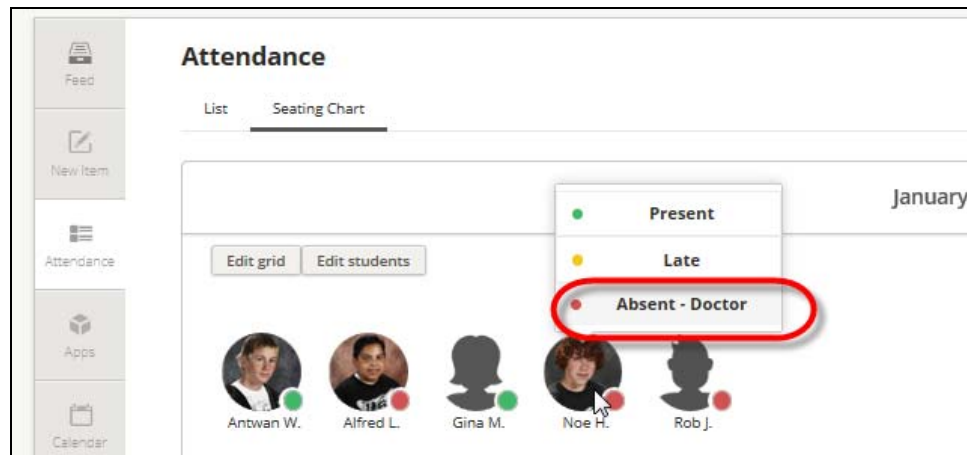 Feed
New Item
Attendance
Apps
Calendar
Attendance
List Seating Chart
January
Edit grid Edit students
Present
Late
Absent - Doctor
Antwan W. Alfred L. Gina M. Noe H. Rob J.